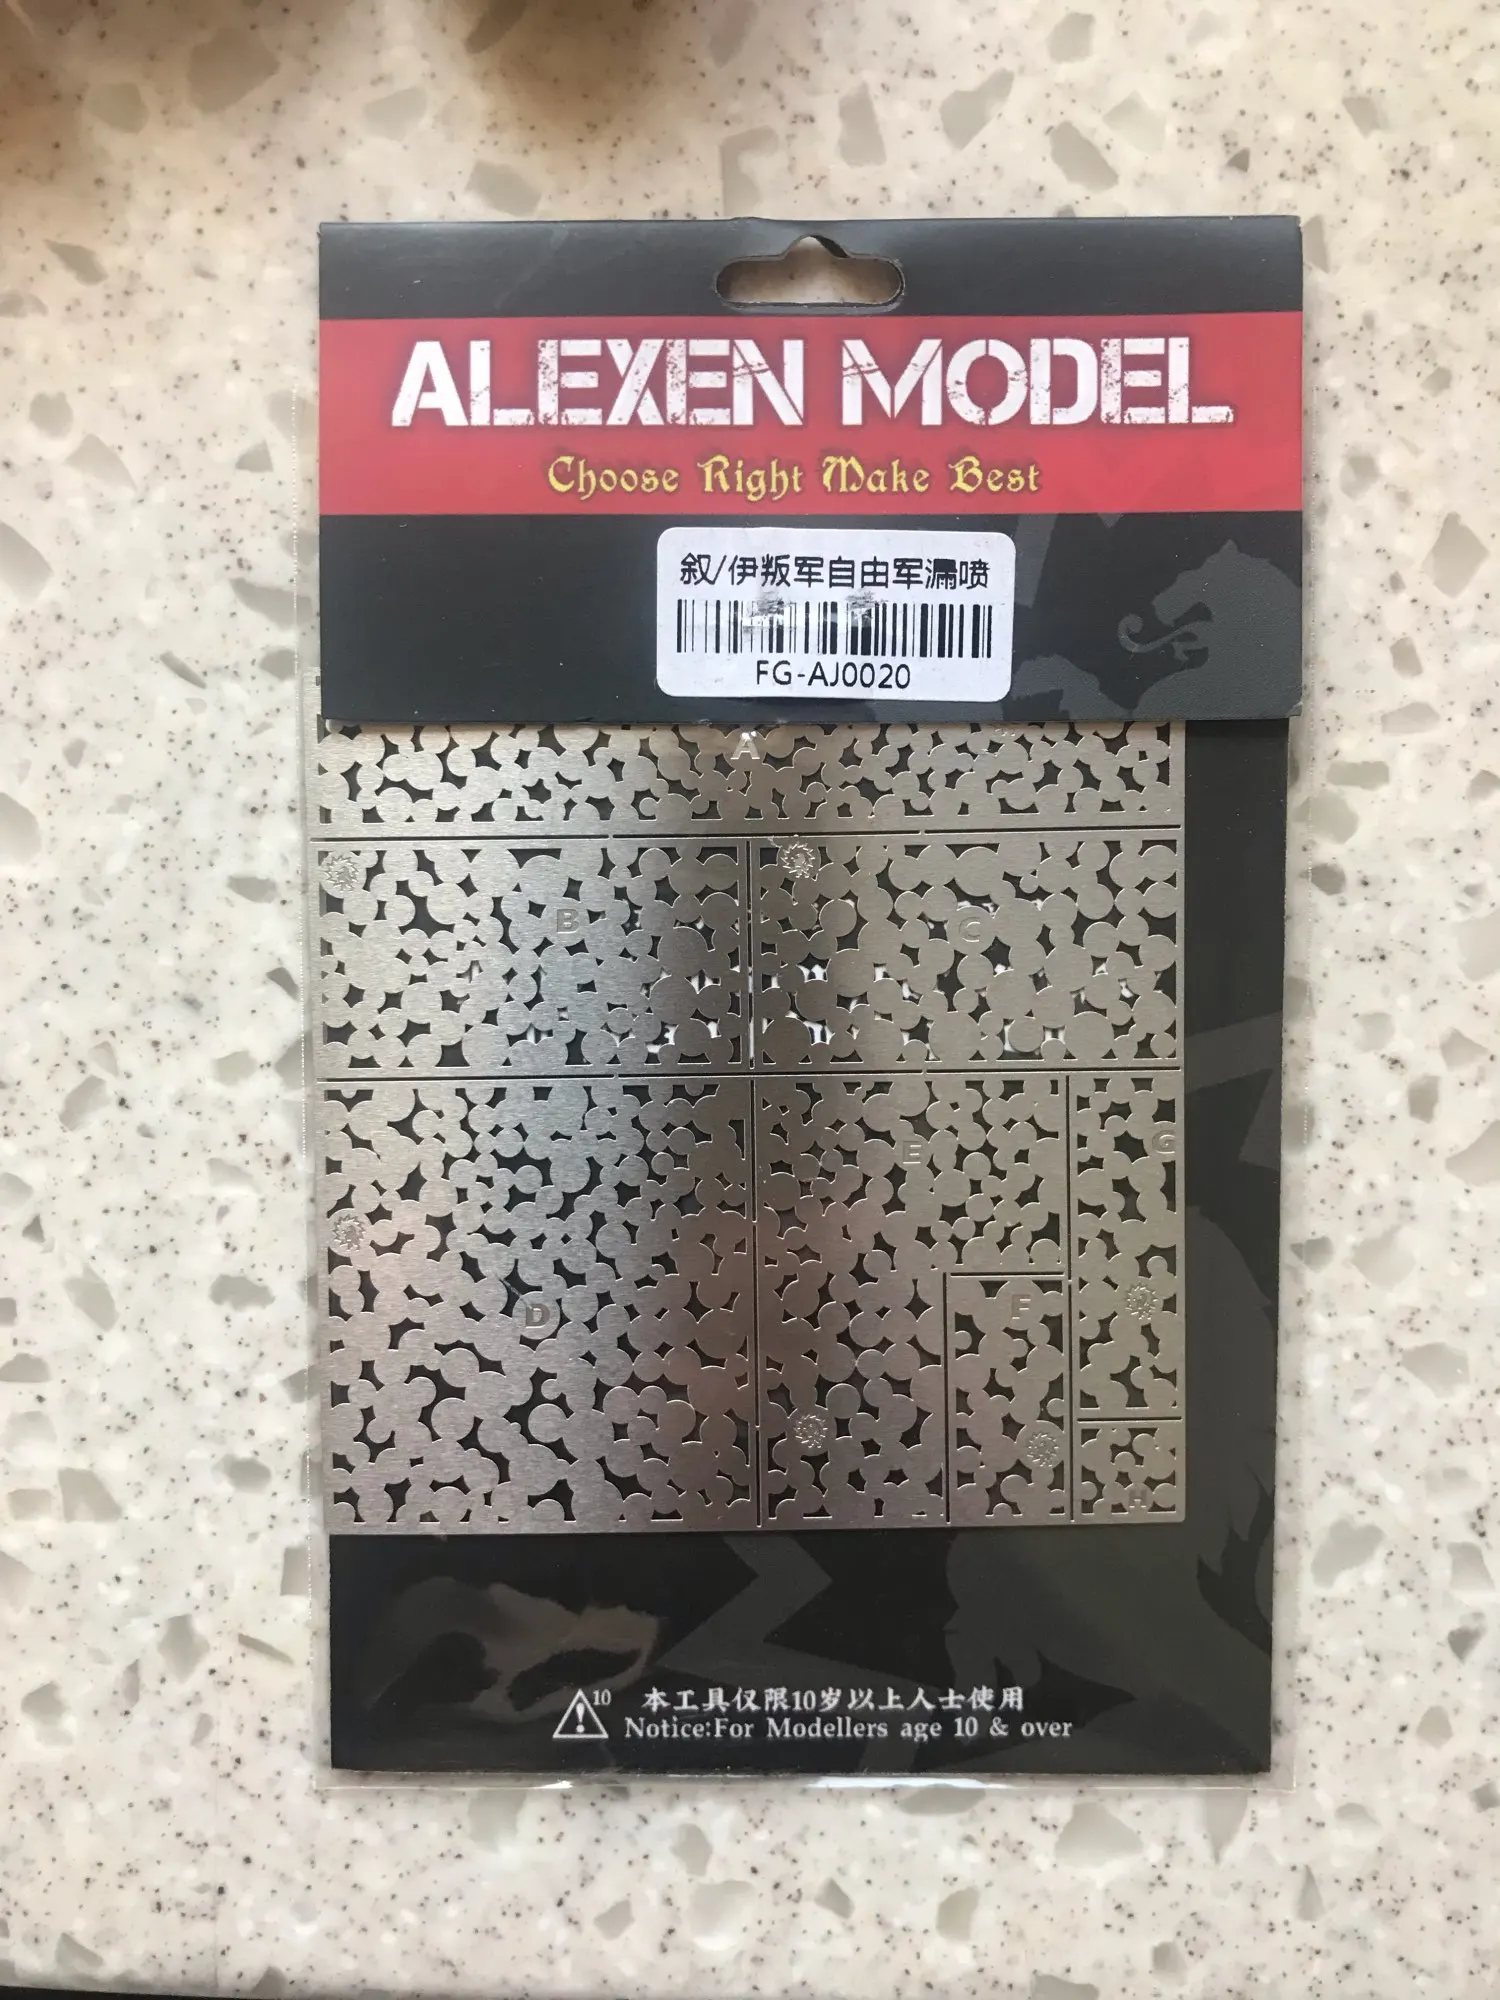 ALEXEN MODEL
Choose Right Make Best
叙/伊叛军自由军漏喷
FG-AJ0020
A
B
C
D
E
F
G
H
10 本工具仅限10岁以上人士使用
Notice:For Modellers age 10 & over